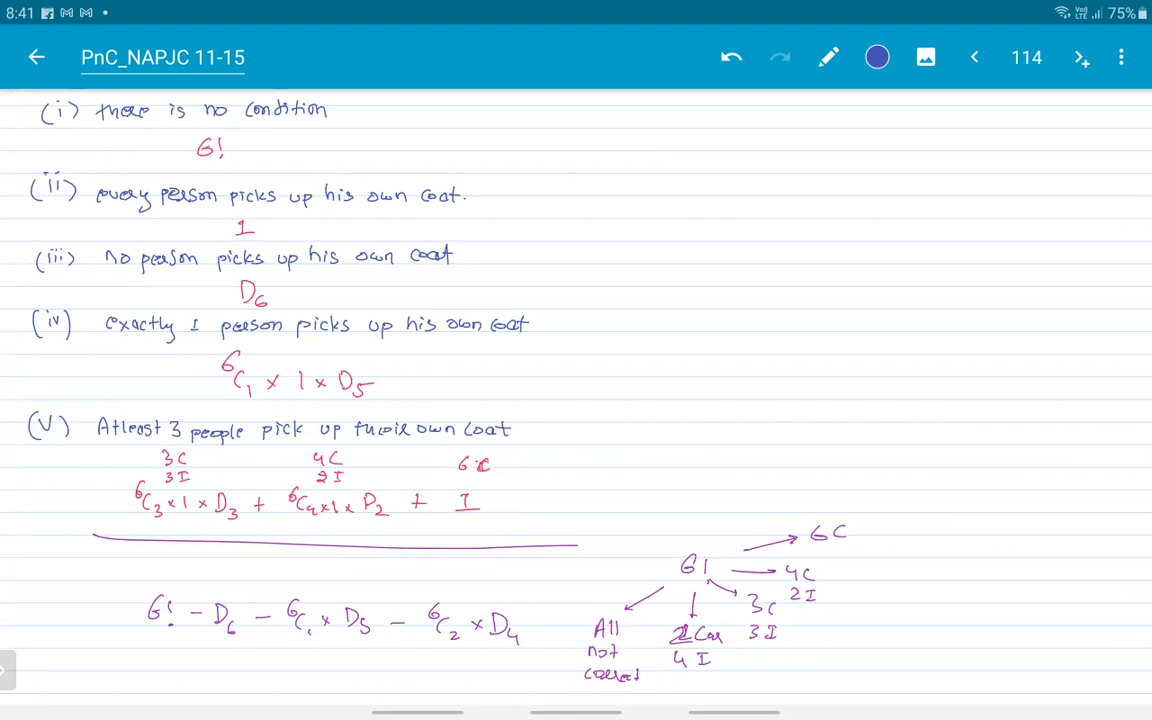 8:41 75%
PnC_NAPJC 11-15 114
(i) there is no condition
6!
(ii) every person picks up his own coat.
1
(iii) no person picks up his own coat
D₆
(iv) exactly 1 person picks up his own coat
⁶C₁ × 1 × D₅
(V) Atleast 3 people pick up their own coat
3C 4C 6C
3I 2I
⁶C₃ × 1 × D₃ + ⁶C₄ × 1 × D₂ + 1
6C
6!
4C
2I
3C
3I
6! - D₆ - ⁶C₁ × D₅ - ⁶C₂ × D₄
All
not
correct
2 Cor
4 I